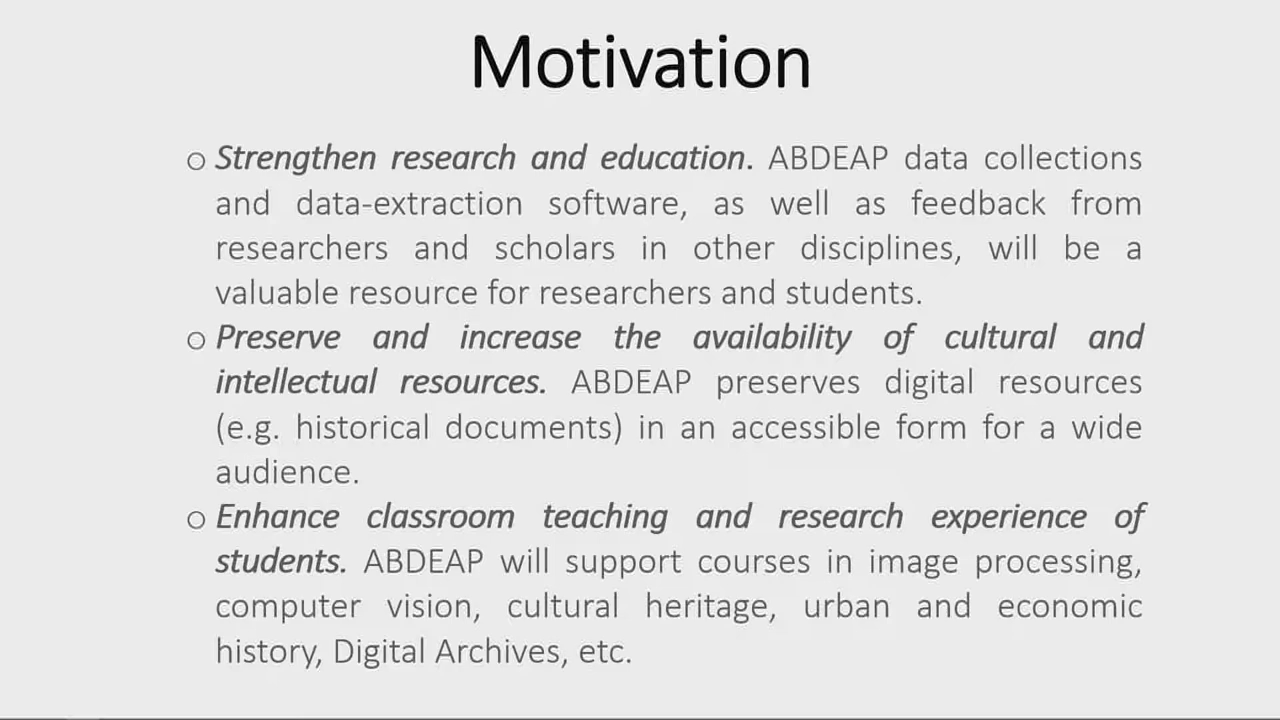 Motivation
o Strengthen research and education. ABDEAP data collections
and data-extraction software, as well as feedback from
researchers and scholars in other disciplines, will be a
valuable resource for researchers and students.
o Preserve and increase the availability of cultural and
intellectual resources. ABDEAP preserves digital resources
(e.g. historical documents) in an accessible form for a wide
audience.
o Enhance classroom teaching and research experience of
students. ABDEAP will support courses in image processing,
computer vision, cultural heritage, urban and economic
history, Digital Archives, etc.